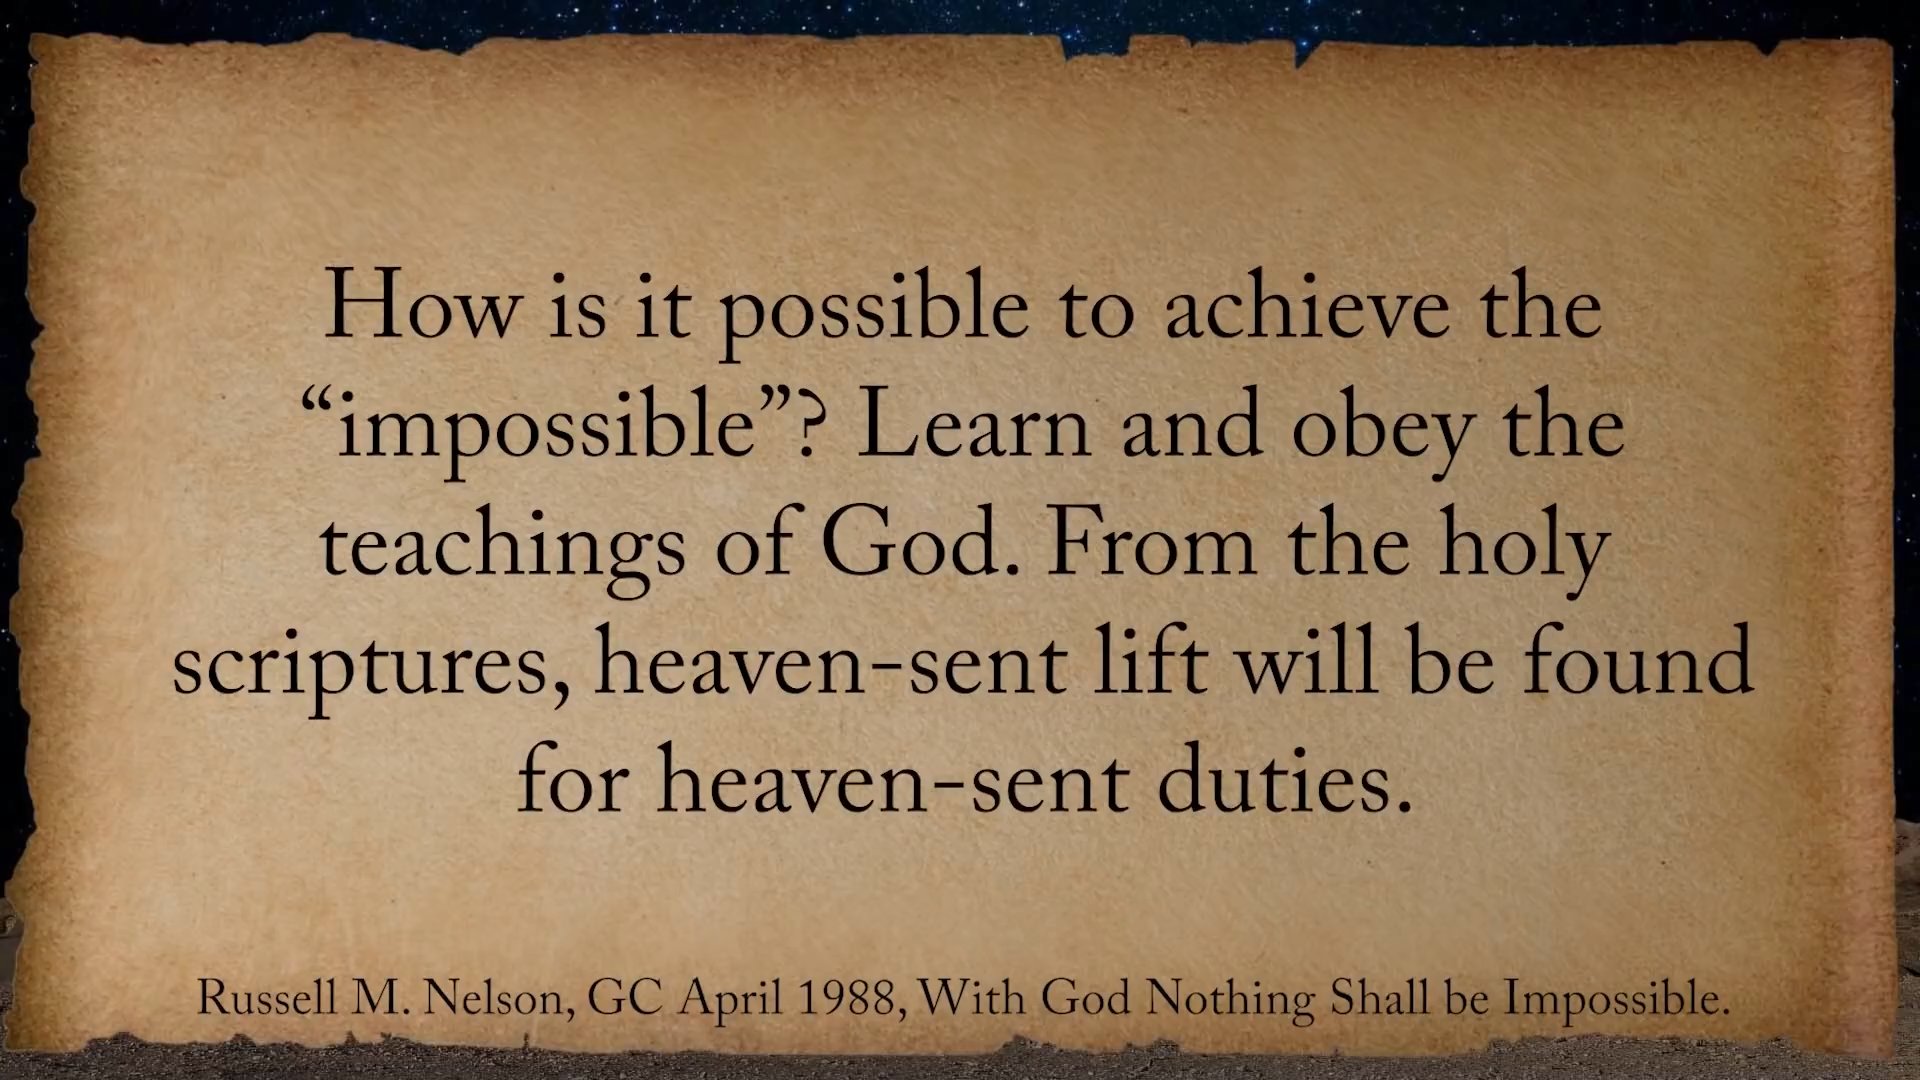 How is it possible to achieve the
“impossible”? Learn and obey the
teachings of God. From the holy
scriptures, heaven-sent lift will be found
for heaven-sent duties.
Russell M. Nelson, GC April 1988, With God Nothing Shall be Impossible.